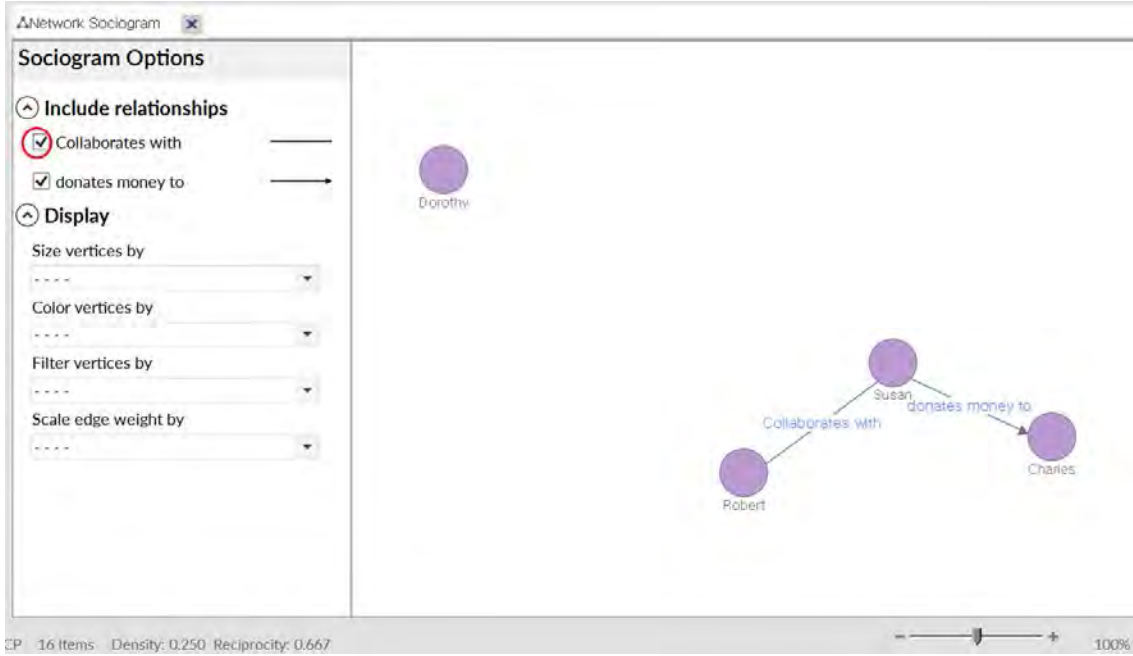 Network Sociogram
Sociogram Options
Include relationships
Collaborates with
donates money to
Display
Size vertices by
- - - -
Color vertices by
- - - -
Filter vertices by
- - - -
Scale edge weight by
- - - -
Dorothy
Susan
donates money to
Collaborates with
Charles
Robert
CP 16 Items Density: 0.250 Reciprocity: 0.667
- + 100%